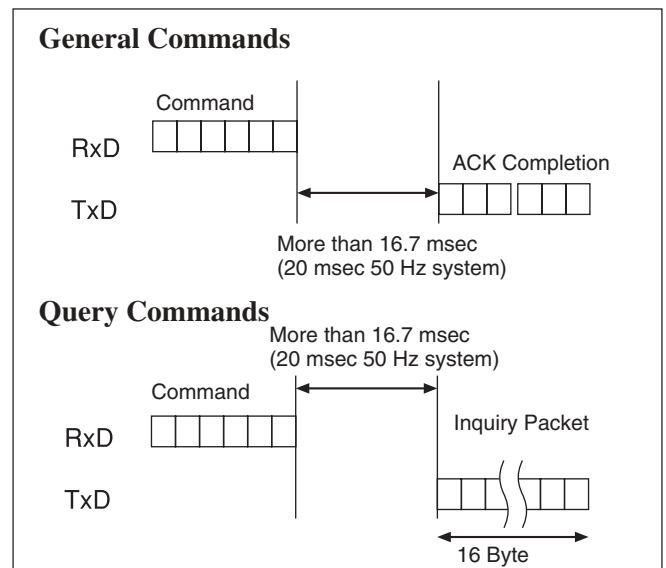 General Commands
Command
RxD
ACK Completion
TxD
More than 16.7 msec
(20 msec 50 Hz system)
Query Commands
More than 16.7 msec
(20 msec 50 Hz system)
Command
RxD
Inquiry Packet
TxD
16 Byte